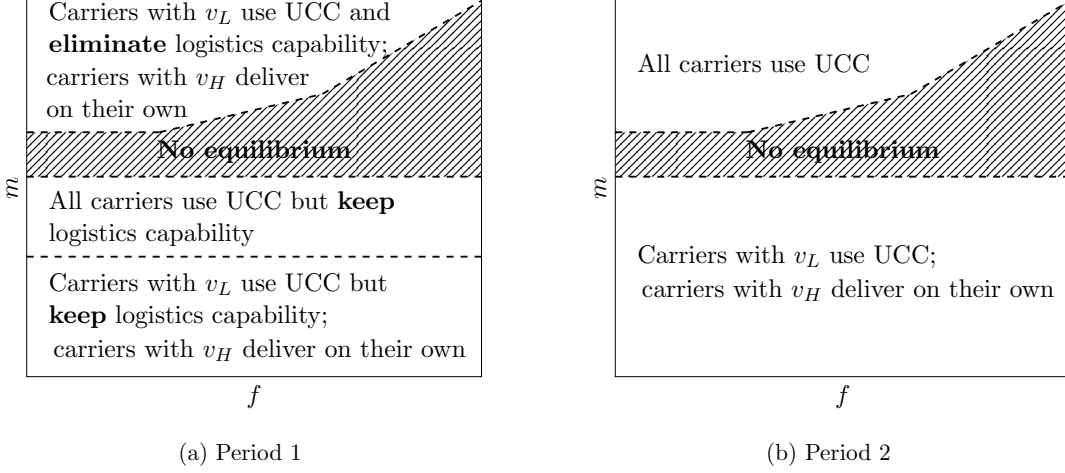 Carriers with v_L use UCC and
eliminate logistics capability;
carriers with v_H deliver
on their own
No equilibrium
All carriers use UCC but keep
logistics capability
Carriers with v_L use UCC but
keep logistics capability;
carriers with v_H deliver on their own
m
f
(a) Period 1
All carriers use UCC
No equilibrium
Carriers with v_L use UCC;
carriers with v_H deliver on their own
m
f
(b) Period 2